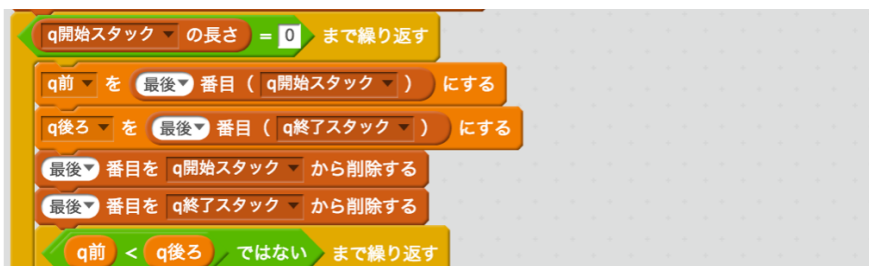 q開始スタック の長さ = 0 まで繰り返す
q前 を 最後 番目 ( q開始スタック ) にする
q後ろ を 最後 番目 ( q終了スタック ) にする
最後 番目を q開始スタック から削除する
最後 番目を q終了スタック から削除する
q前 < q後ろ ではない まで繰り返す